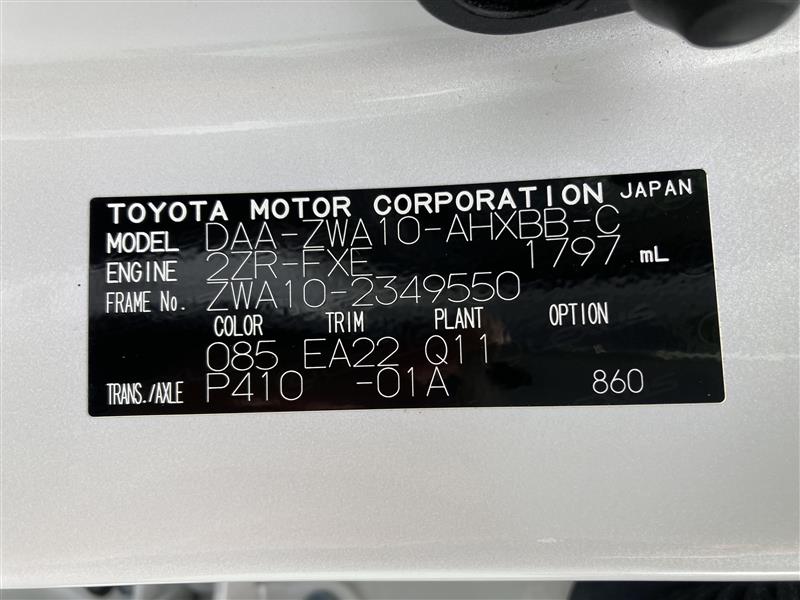 TOYOTA MOTOR CORPORATION JAPAN
MODEL DAA-ZWA10-AHXBB-C
ENGINE 2ZR-FXE 1797 mL
FRAME No. ZWA10-2349550
COLOR TRIM PLANT OPTION
085 EA22 Q11
TRANS./AXLE P410 -01A 860